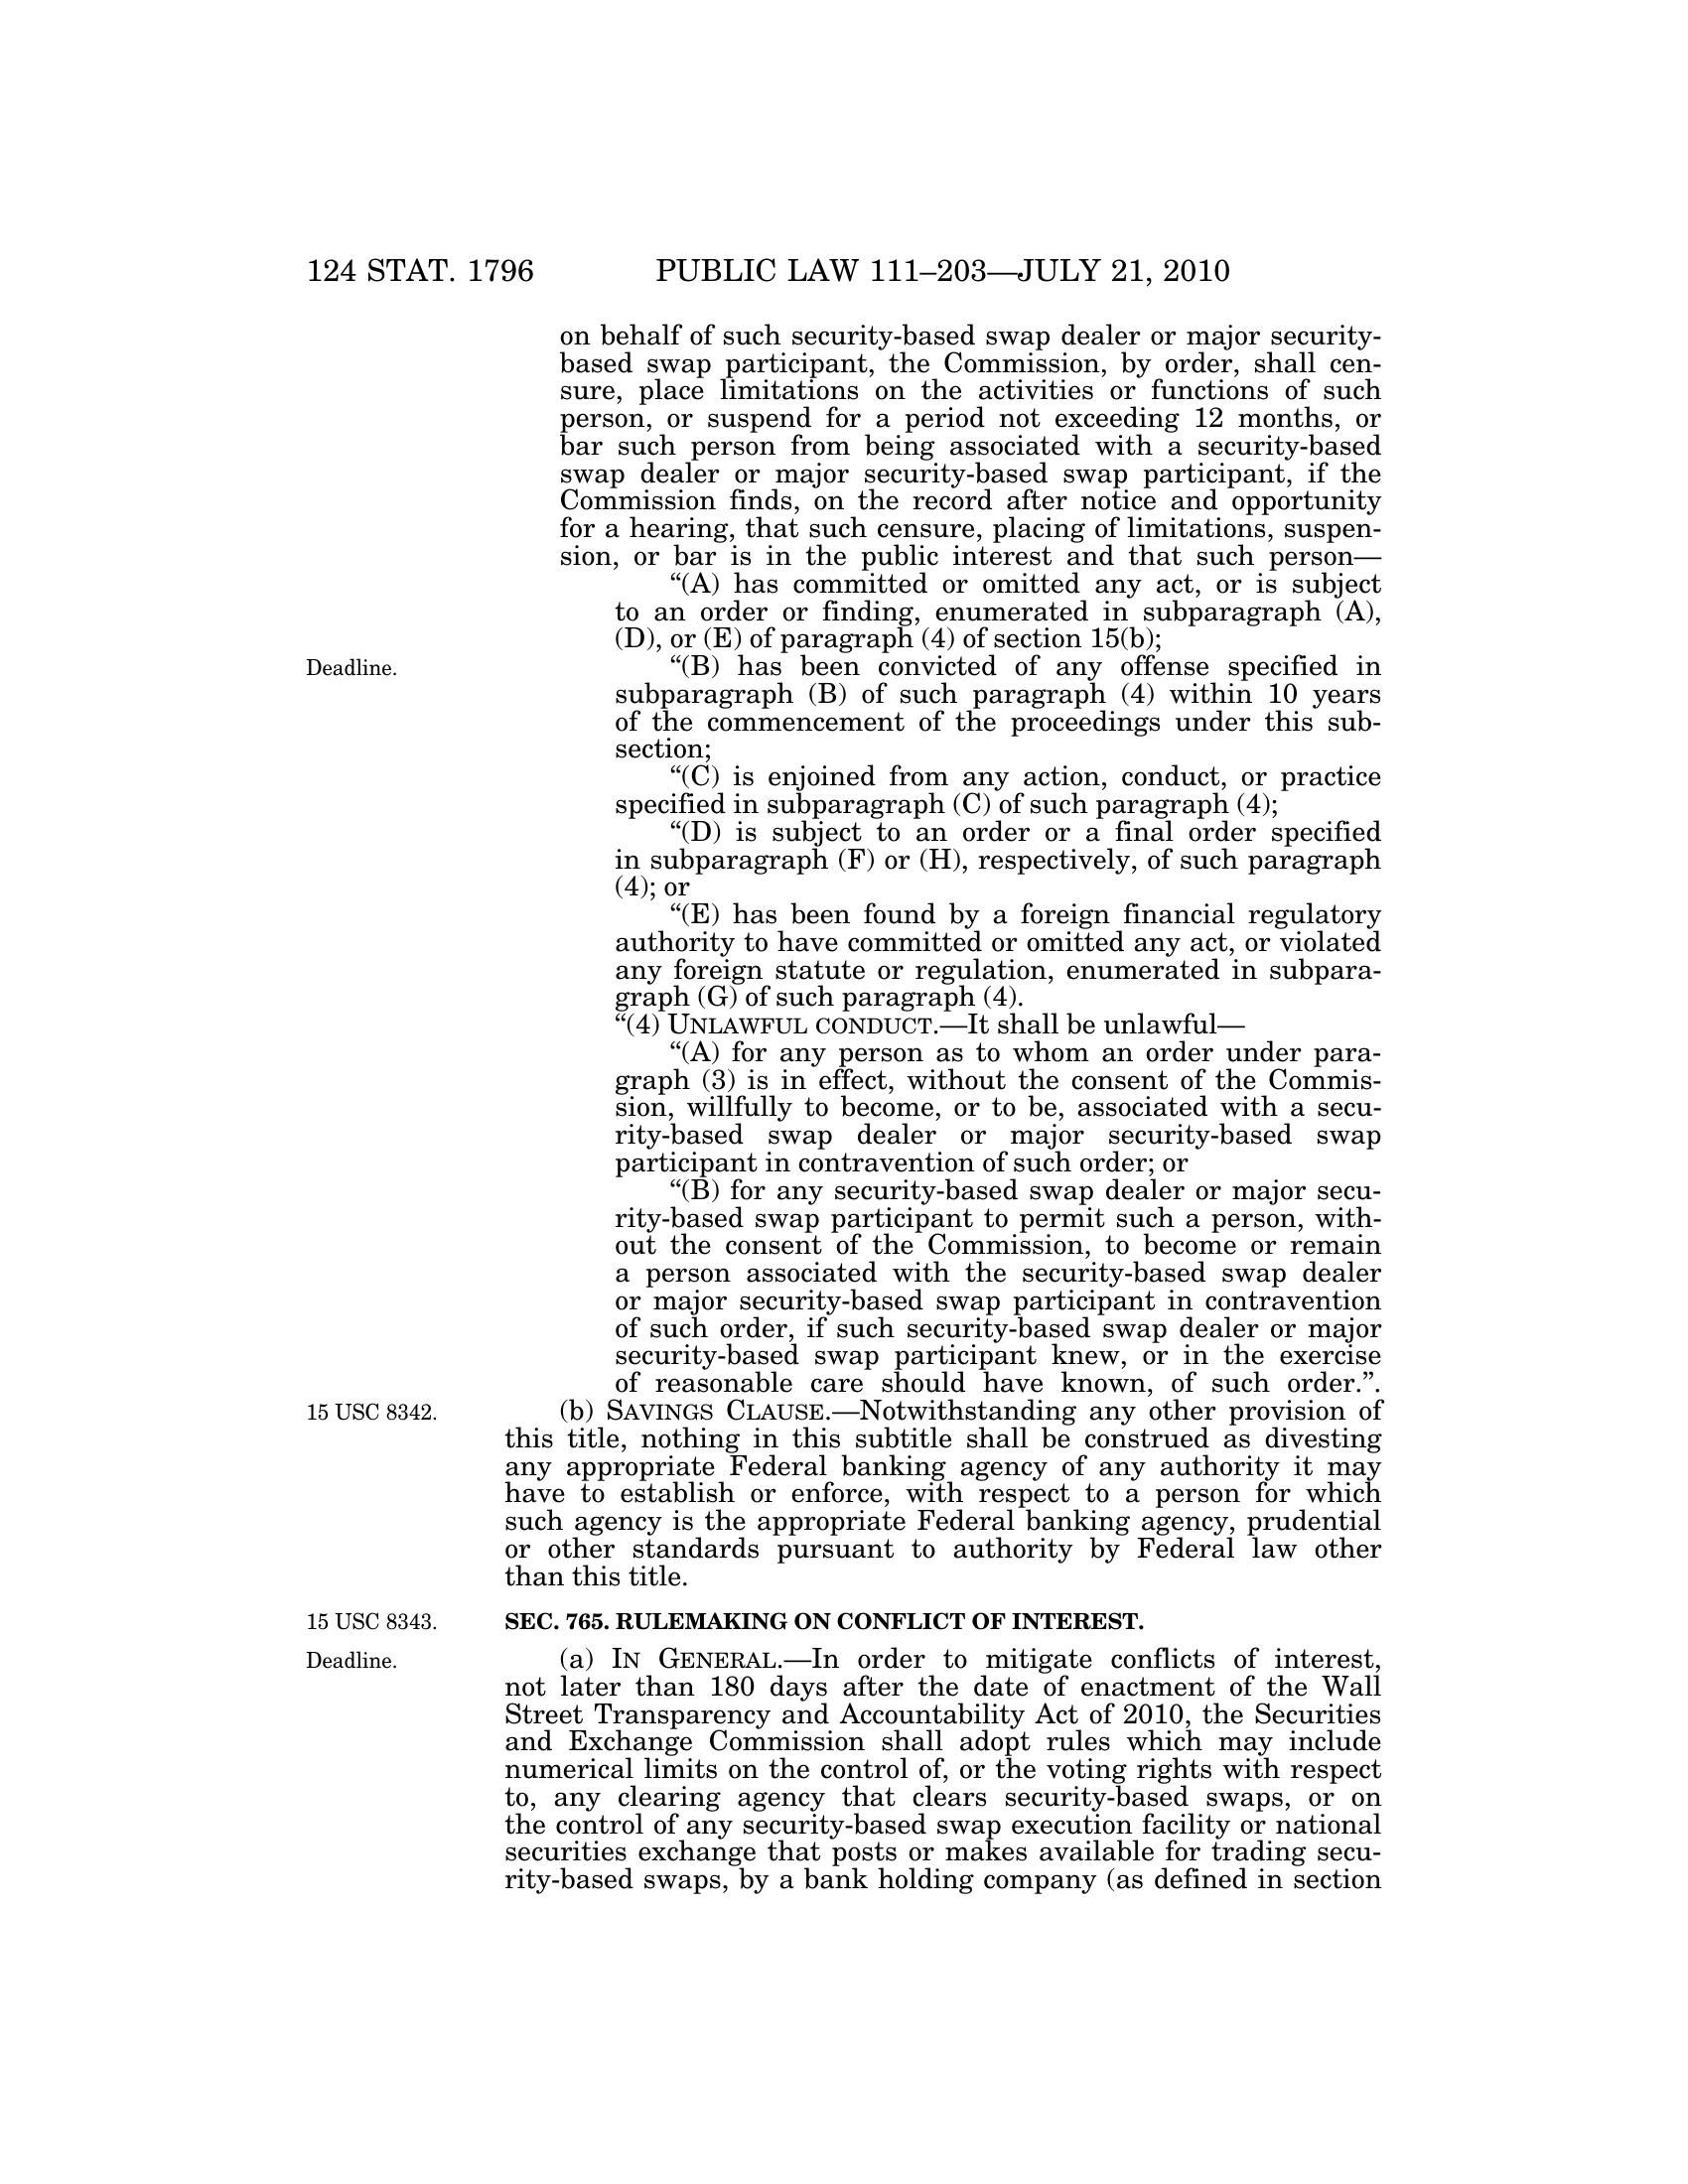 124 STAT. 1796 PUBLIC LAW 111–203—JULY 21, 2010
on behalf of such security-based swap dealer or major security-
based swap participant, the Commission, by order, shall cen-
sure, place limitations on the activities or functions of such
person, or suspend for a period not exceeding 12 months, or
bar such person from being associated with a security-based
swap dealer or major security-based swap participant, if the
Commission finds, on the record after notice and opportunity
for a hearing, that such censure, placing of limitations, suspen-
sion, or bar is in the public interest and that such person—
“(A) has committed or omitted any act, or is subject
to an order or finding, enumerated in subparagraph (A),
(D), or (E) of paragraph (4) of section 15(b);
Deadline.
“(B) has been convicted of any offense specified in
subparagraph (B) of such paragraph (4) within 10 years
of the commencement of the proceedings under this sub-
section;
“(C) is enjoined from any action, conduct, or practice
specified in subparagraph (C) of such paragraph (4);
“(D) is subject to an order or a final order specified
in subparagraph (F) or (H), respectively, of such paragraph
(4); or
“(E) has been found by a foreign financial regulatory
authority to have committed or omitted any act, or violated
any foreign statute or regulation, enumerated in subpara-
graph (G) of such paragraph (4).
“(4) UNLAWFUL CONDUCT.—It shall be unlawful—
“(A) for any person as to whom an order under para-
graph (3) is in effect, without the consent of the Commis-
sion, willfully to become, or to be, associated with a secu-
rity-based swap dealer or major security-based swap
participant in contravention of such order; or
“(B) for any security-based swap dealer or major secu-
rity-based swap participant to permit such a person, with-
out the consent of the Commission, to become or remain
a person associated with the security-based swap dealer
or major security-based swap participant in contravention
of such order, if such security-based swap dealer or major
security-based swap participant knew, or in the exercise
of reasonable care should have known, of such order.”.
15 USC 8342.
(b) SAVINGS CLAUSE.—Notwithstanding any other provision of
this title, nothing in this subtitle shall be construed as divesting
any appropriate Federal banking agency of any authority it may
have to establish or enforce, with respect to a person for which
such agency is the appropriate Federal banking agency, prudential
or other standards pursuant to authority by Federal law other
than this title.
15 USC 8343.
SEC. 765. RULEMAKING ON CONFLICT OF INTEREST.
Deadline.
(a) IN GENERAL.—In order to mitigate conflicts of interest,
not later than 180 days after the date of enactment of the Wall
Street Transparency and Accountability Act of 2010, the Securities
and Exchange Commission shall adopt rules which may include
numerical limits on the control of, or the voting rights with respect
to, any clearing agency that clears security-based swaps, or on
the control of any security-based swap execution facility or national
securities exchange that posts or makes available for trading secu-
rity-based swaps, by a bank holding company (as defined in section